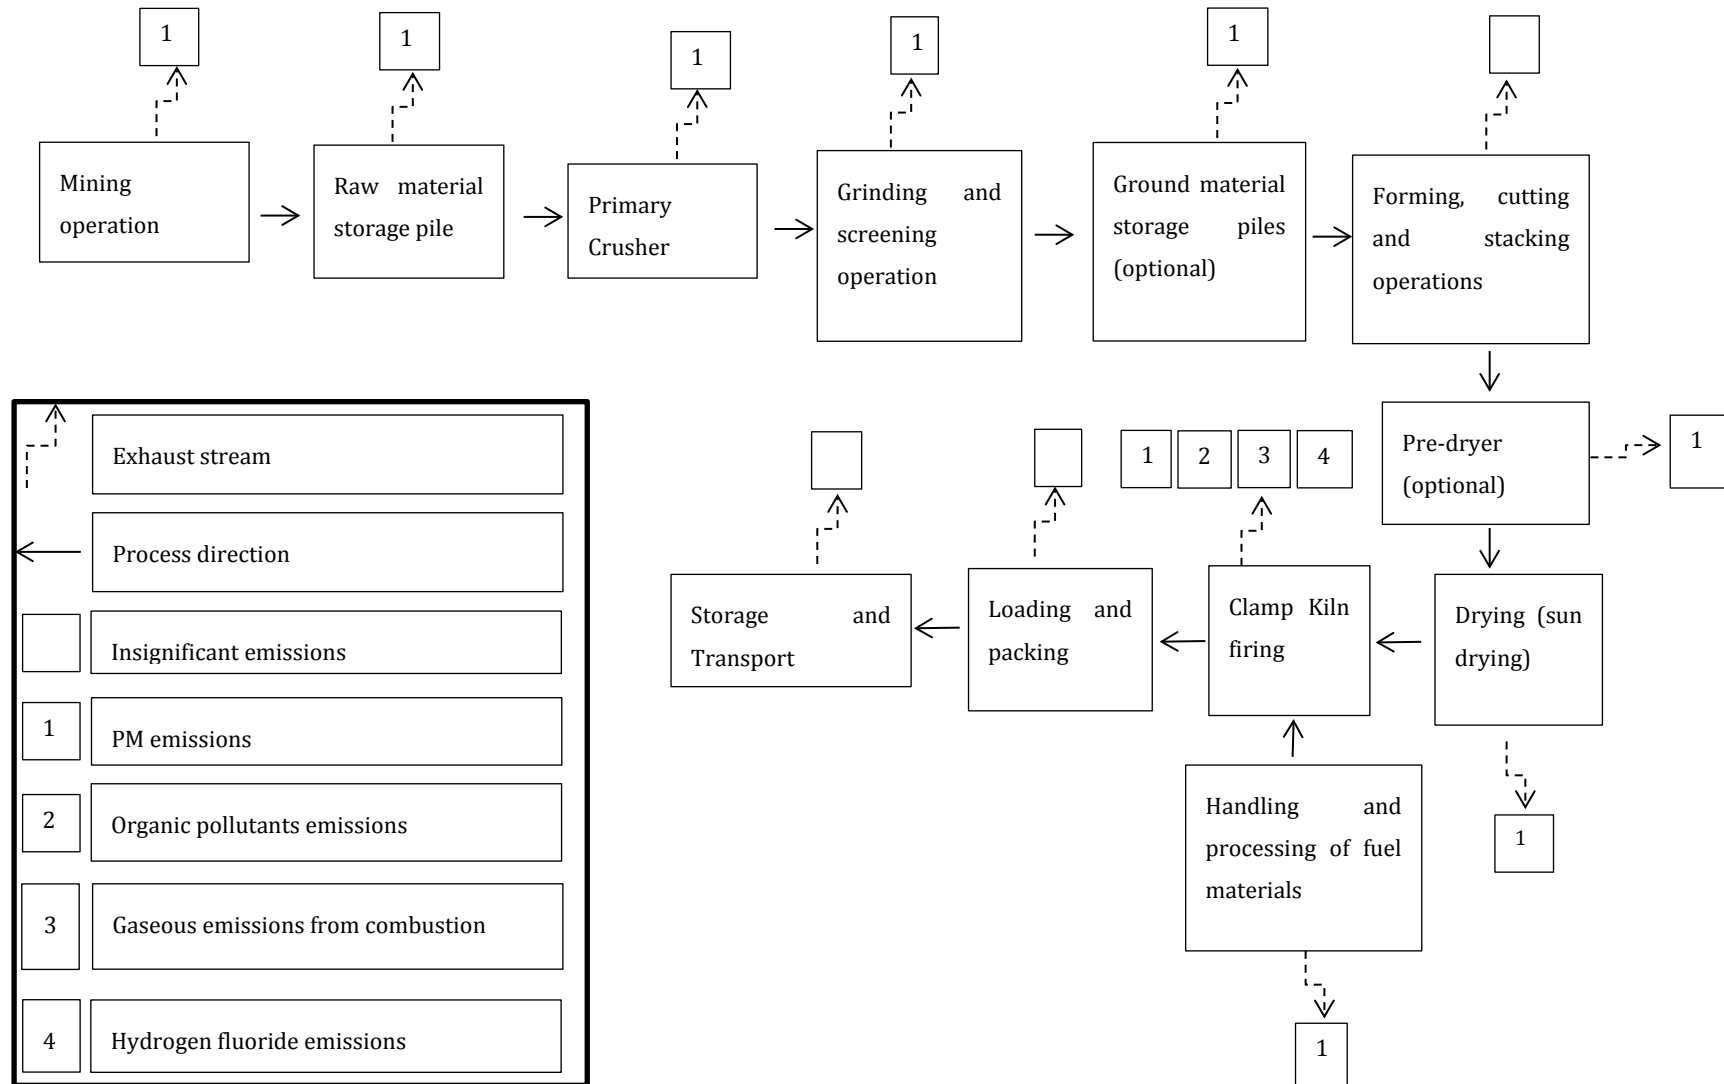 1
1
1
1
1
Mining
operation
Raw material
storage pile
Primary
Crusher
Grinding and
screening
operation
Ground material
storage piles
(optional)
Forming, cutting
and stacking
operations
Pre-dryer
(optional)
1
1
2
3
4
Storage and
Transport
Loading and
packing
Clamp Kiln
firing
Drying (sun
drying)
Handling and
processing of fuel
materials
1
1
Exhaust stream
Process direction
Insignificant emissions
1
PM emissions
2
Organic pollutants emissions
3
Gaseous emissions from combustion
4
Hydrogen fluoride emissions